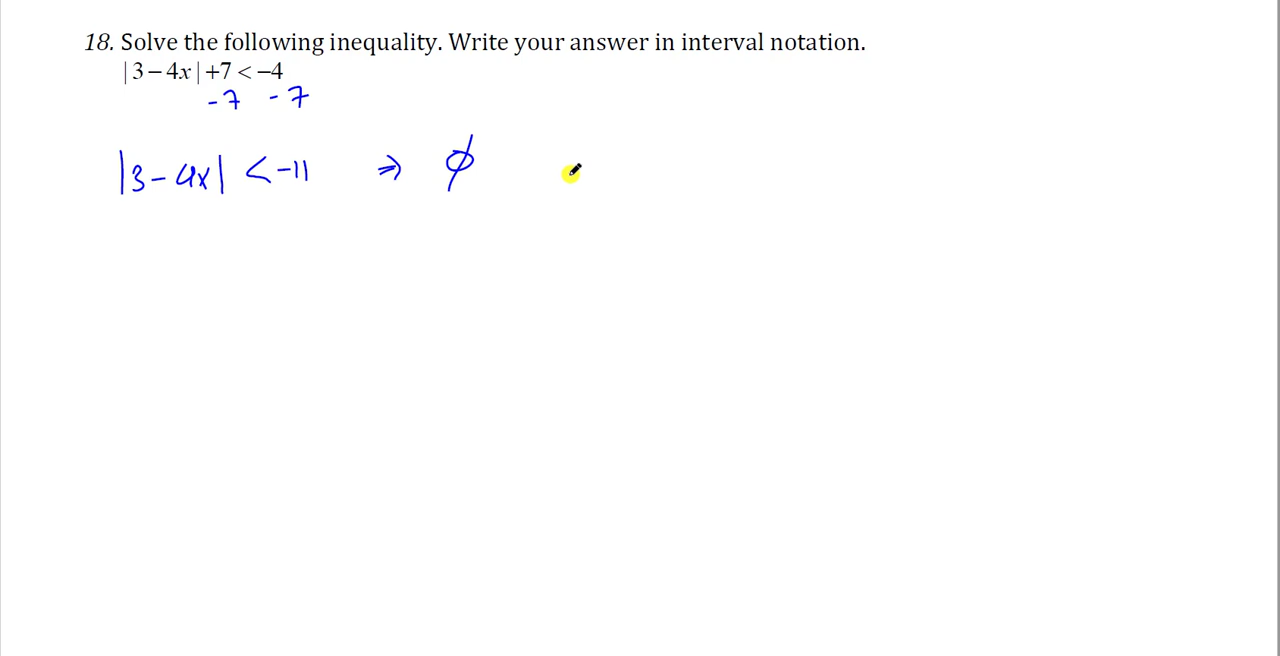 18. Solve the following inequality. Write your answer in interval notation.
|3−4x|+7<−4
-7 -7
|3-4x| <-11 ⇒ ϕ